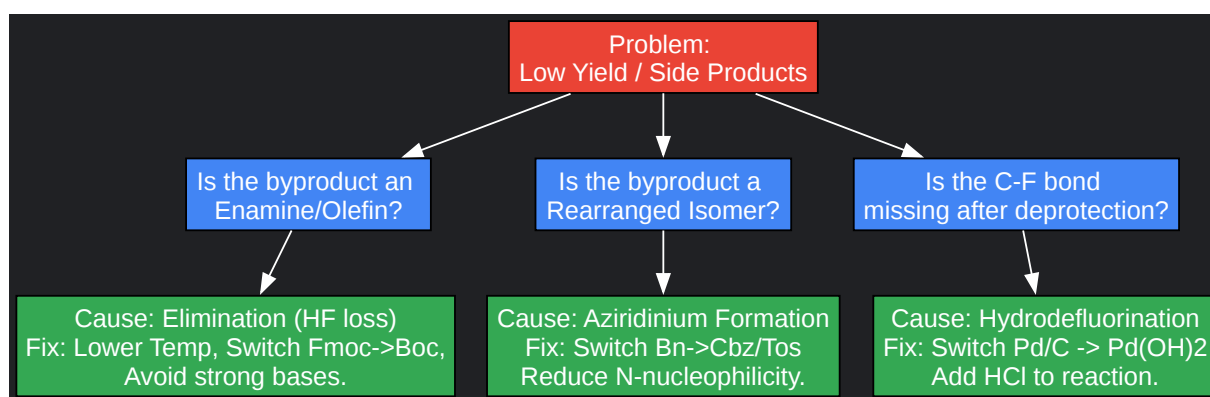 Problem:
Low Yield / Side Products
Is the byproduct an
Enamine/Olefin?
Is the byproduct a
Rearranged Isomer?
Is the C-F bond
missing after deprotection?
Cause: Elimination (HF loss)
Fix: Lower Temp, Switch Fmoc->Boc,
Avoid strong bases.
Cause: Aziridinium Formation
Fix: Switch Bn->Cbz/Tos
Reduce N-nucleophilicity.
Cause: Hydrodefluorination
Fix: Switch Pd/C -> Pd(OH)2
Add HCl to reaction.